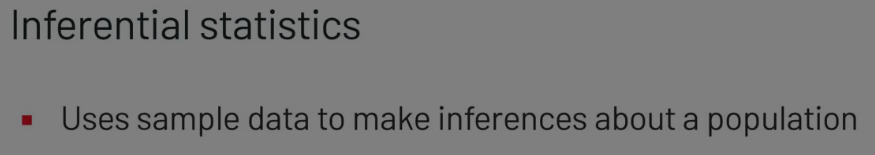 Inferential statistics
Uses sample data to make inferences about a population